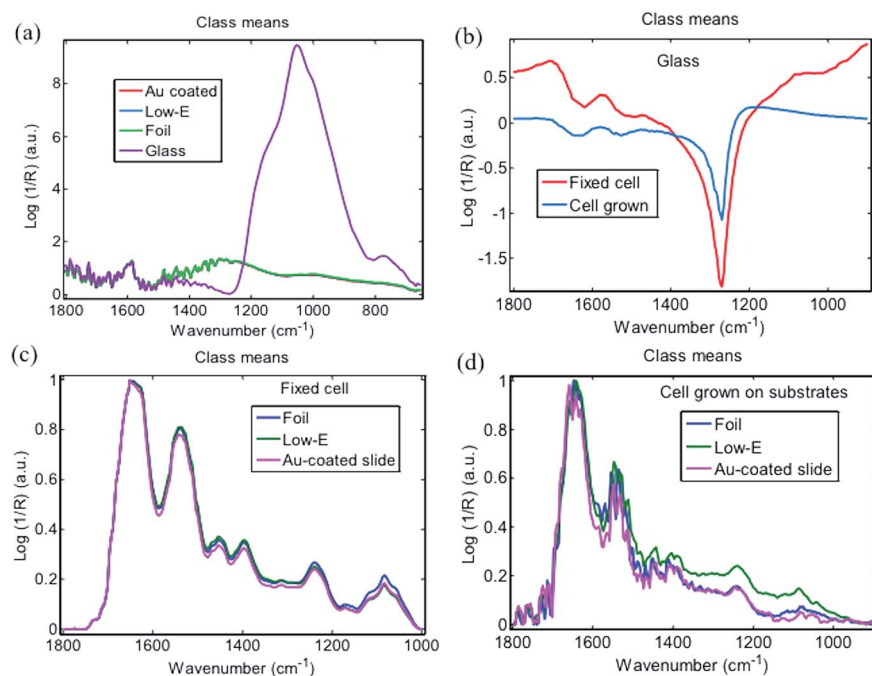 (a)
Class means
Log (1/R) (a.u.)
8
6
4
2
0
Au coated
Low-E
Foil
Glass
1800 1600 1400 1200 1000 800
Wavenumber (cm-1)
(b)
Class means
Glass
Log (1/R) (a.u.)
0.5
0
-0.5
-1
-1.5
Fixed cell
Cell grown
1800 1600 1400 1200 1000
Wavenumber (cm-1)
(c)
Class means
Fixed cell
Log (1/R) (a.u.)
1
0.8
0.6
0.4
0.2
0
Foil
Low-E
Au-coated slide
1800 1600 1400 1200 1000
Wavenumber (cm-1)
(d)
Class means
Cell grown on substrates
Log (1/R) (a.u.)
1
0.8
0.6
0.4
0.2
0
Foil
Low-E
Au-coated slide
1800 1600 1400 1200 1000
Wavenumber (cm-1)